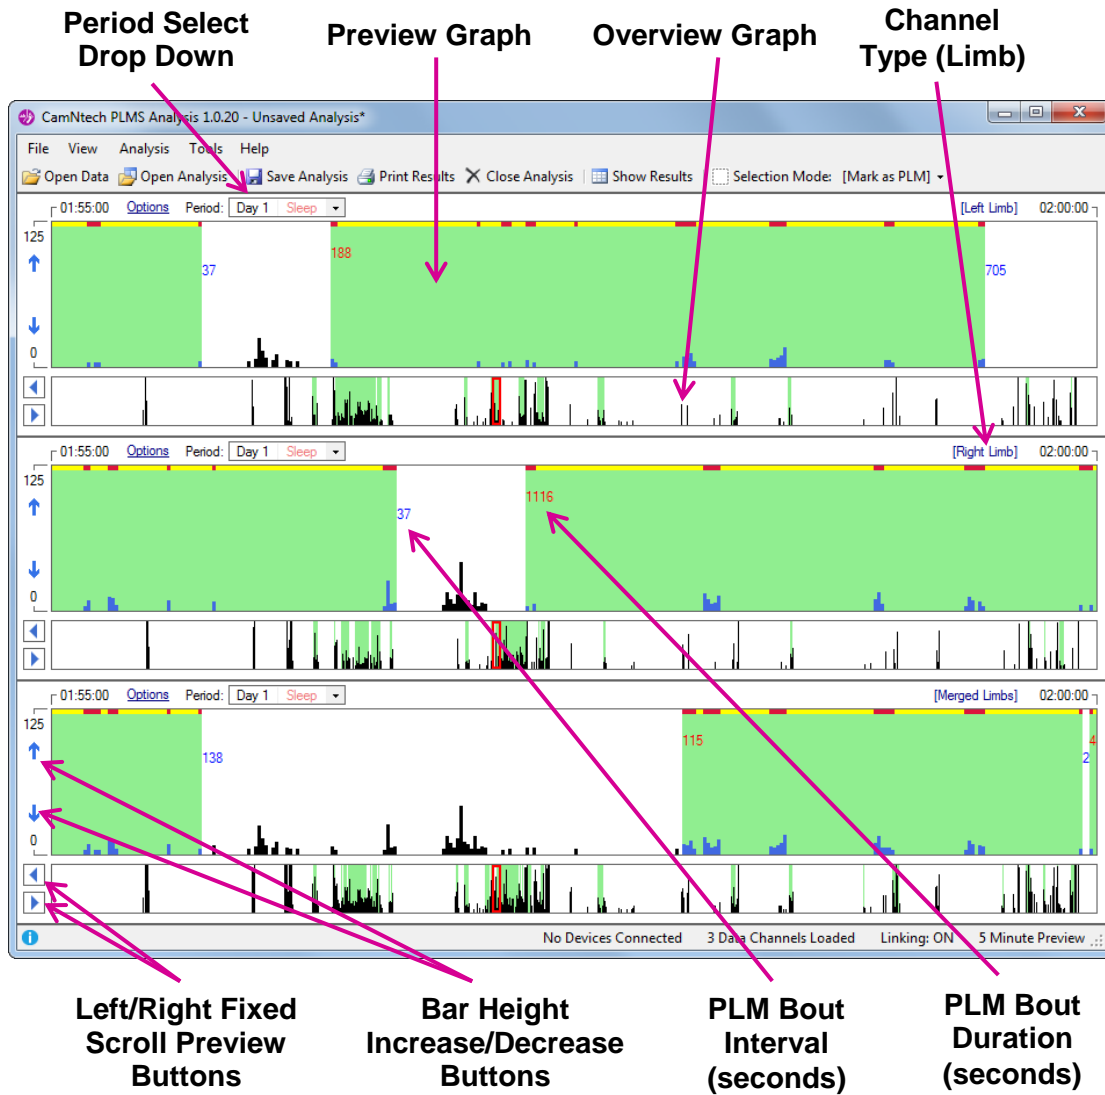 Period Select
Drop Down
Preview Graph
Overview Graph
Channel
Type (Limb)
CamNtech PLMS Analysis 1.0.20 - Unsaved Analysis*
File View Analysis Tools Help
Open Data Open Analysis Save Analysis Print Results Close Analysis Show Results Selection Mode: [Mark as PLM]
01:55:00 Options Period: Day 1 Sleep [Left Limb] 02:00:00
125
188
37
705
0
01:55:00 Options Period: Day 1 Sleep [Right Limb] 02:00:00
125
1116
37
0
01:55:00 Options Period: Day 1 Sleep [Merged Limbs] 02:00:00
125
115
4
138
2
0
No Devices Connected 3 Data Channels Loaded Linking: ON 5 Minute Preview
Left/Right Fixed
Scroll Preview
Buttons
Bar Height
Increase/Decrease
Buttons
PLM Bout
Interval
(seconds)
PLM Bout
Duration
(seconds)